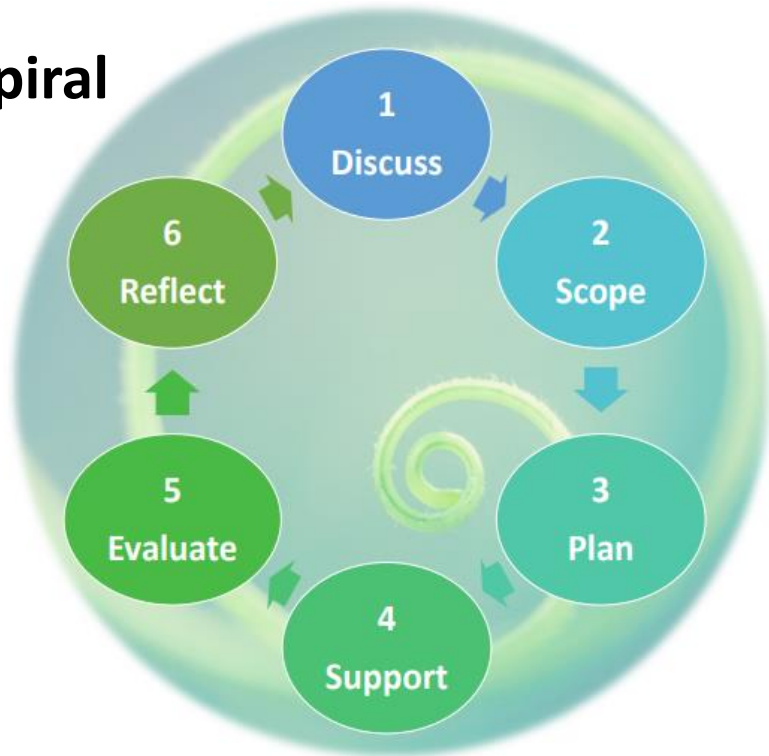 piral
1
Discuss
2
Scope
3
Plan
4
Support
5
Evaluate
6
Reflect